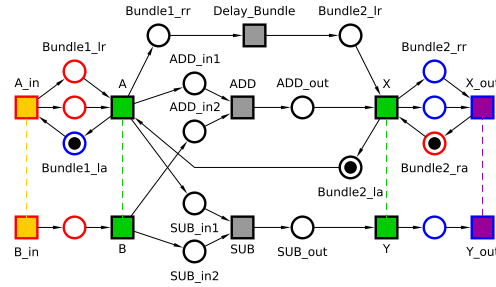 Bundle1_rr Delay_Bundle Bundle2_lr
Bundle1_lr Bundle2_rr
ADD_in1
A_in A ADD ADD_out X X_out
ADD_in2
Bundle1_la Bundle2_ra
Bundle2_la
SUB_in1
B_in B SUB SUB_out Y Y_out
SUB_in2